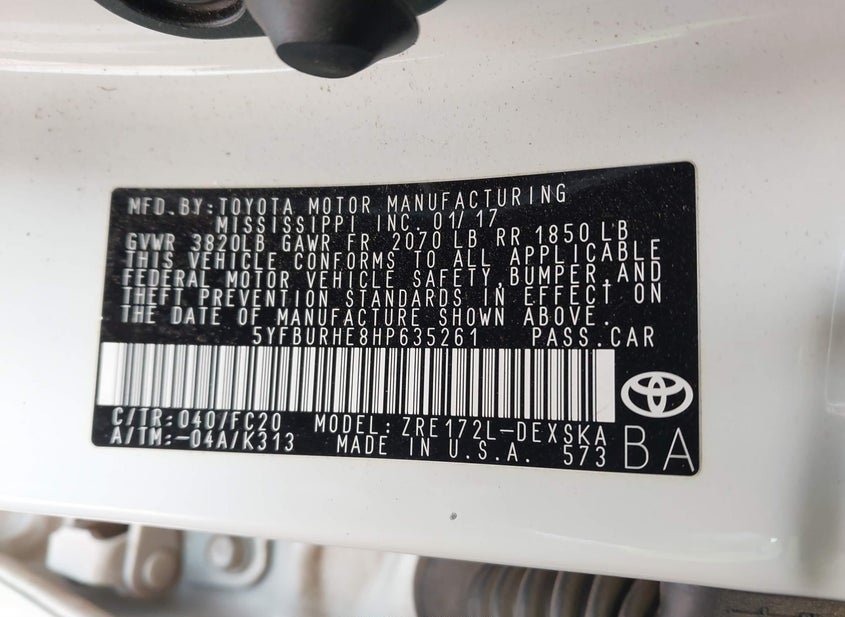 MFD.BY:TOYOTA MOTOR MANUFACTURING
MISSISSIPPI INC. 01/17
GVWR 3820LB GAWR FR 2070 LB RR 1850 LB
THIS VEHICLE CONFORMS TO ALL APPLICABLE
FEDERAL MOTOR VEHICLE SAFETY,BUMPER,AND
THEFT PREVENTION STANDARDS IN EFFECT ON
THE DATE OF MANUFACTURE SHOWN ABOVE.
5YFBURHE8HP635261 PASS.CAR
C/TR:040/FC20 MODEL:ZRE172L-DEXSKA
A/TM:-04A/K313 MADE IN U.S.A. 573 BA